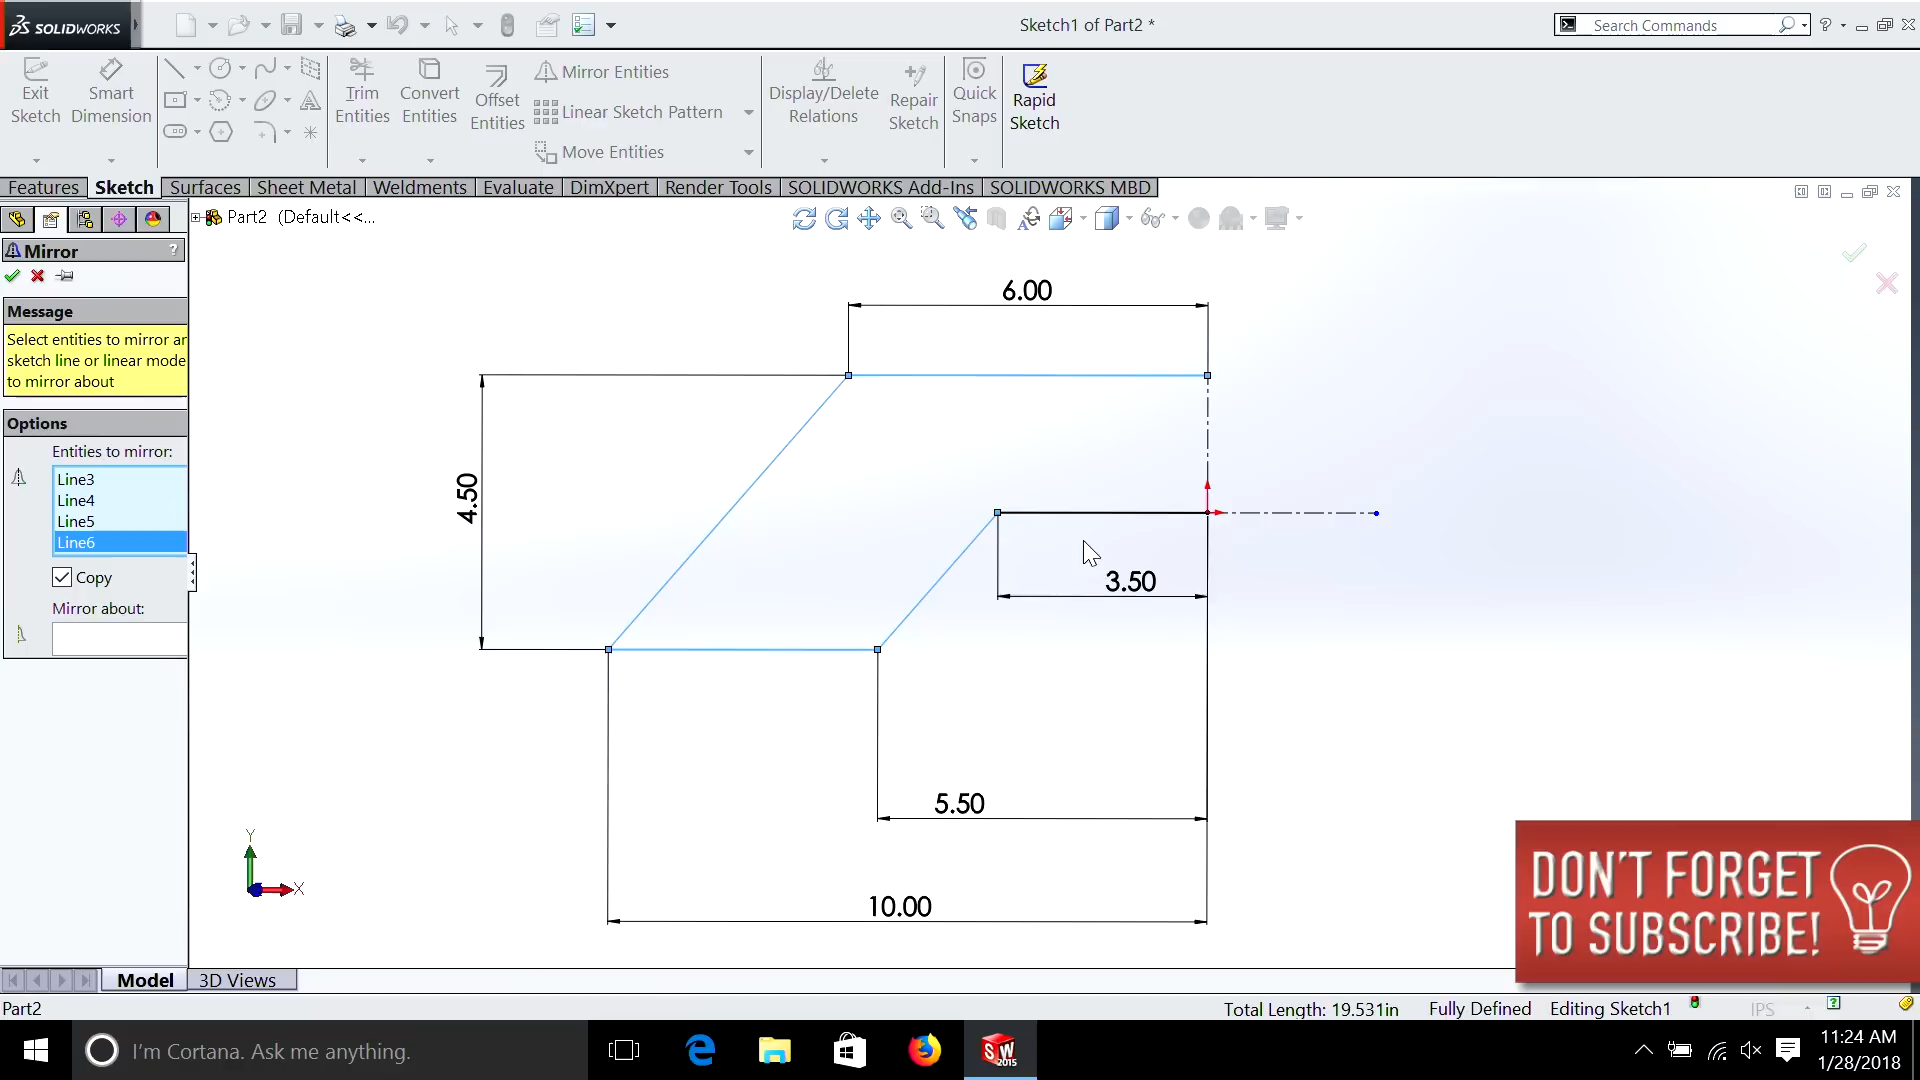 SOLIDWORKS
Sketch1 of Part2 *
Search Commands
?
Exit Sketch
Smart Dimension
Trim Entities
Convert Entities
Offset Entities
Mirror Entities
Linear Sketch Pattern
Move Entities
Display/Delete Relations
Repair Sketch
Quick Snaps
Rapid Sketch
Features
Sketch
Surfaces
Sheet Metal
Weldments
Evaluate
DimXpert
Render Tools
SOLIDWORKS Add-Ins
SOLIDWORKS MBD
Part2 (Default<<...
Mirror
?
Message
Select entities to mirror ar
sketch line or linear mode
to mirror about
Options
Entities to mirror:
Line3
Line4
Line5
Line6
Copy
Mirror about:
6.00
4.50
3.50
5.50
10.00
Y
X
DON'T FORGET
TO SUBSCRIBE!
Model
3D Views
Part2
Total Length: 19.531in
Fully Defined
Editing Sketch1
IPS
I'm Cortana. Ask me anything.
SW
2015
11:24 AM
1/28/2018